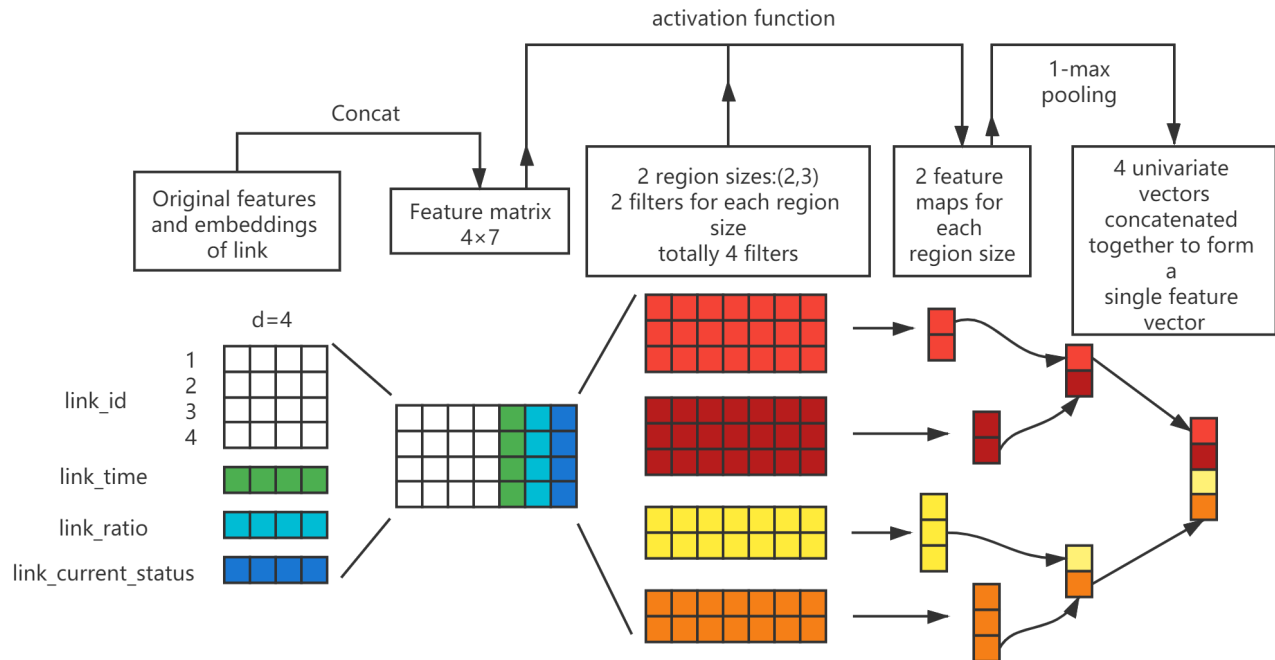 activation function
Concat
1-max
pooling
Original features
and embeddings
of link
Feature matrix
4×7
2 region sizes:(2,3)
2 filters for each region
size
totally 4 filters
2 feature
maps for
each
region size
4 univariate
vectors
concatenated
together to form
a
single feature
vector
d=4
link_id
1
2
3
4
link_time
link_ratio
link_current_status